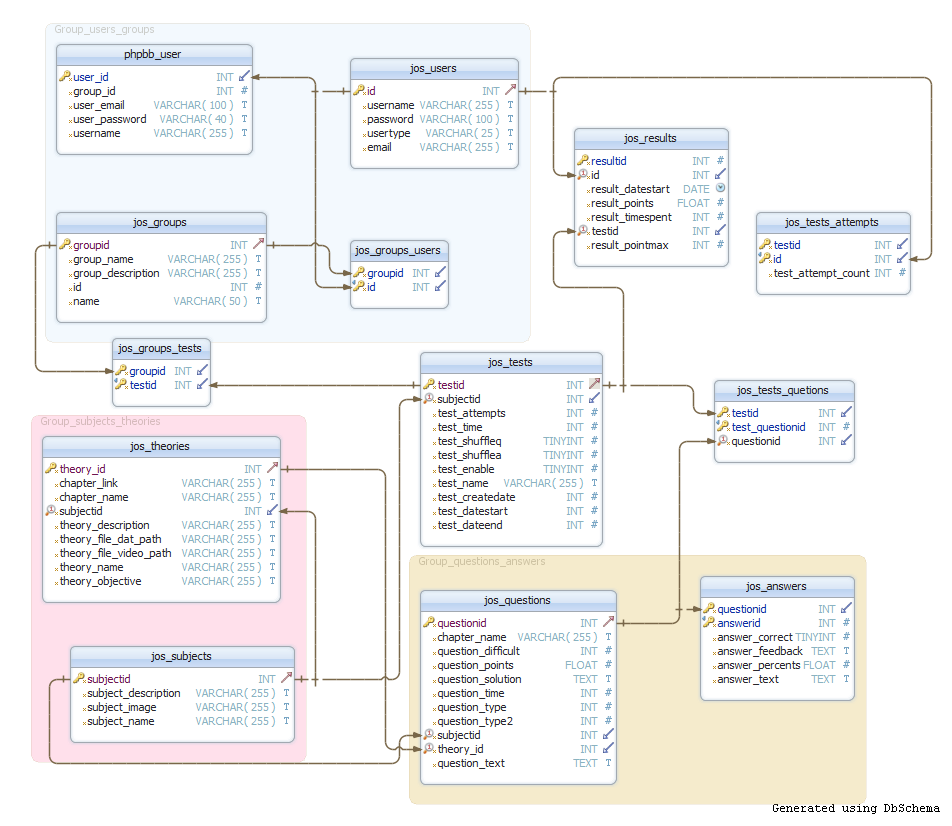 Group_users_groups
phpbb_user
user_id INT
group_id INT #
user_email VARCHAR( 100 ) T
user_password VARCHAR( 40 ) T
username VARCHAR( 255 ) T
jos_users
id INT
username VARCHAR( 255 ) T
password VARCHAR( 100 ) T
usertype VARCHAR( 25 ) T
email VARCHAR( 255 ) T
jos_results
resultid INT #
id INT
result_datestart DATE
result_points FLOAT #
result_timespent INT #
testid INT
result_pointmax INT #
jos_groups
groupid INT
group_name VARCHAR( 255 ) T
group_description VARCHAR( 255 ) T
id INT #
name VARCHAR( 50 ) T
jos_groups_users
groupid INT
id INT
jos_tests_attempts
testid INT
id INT
test_attempt_count INT #
jos_groups_tests
groupid INT
testid INT
jos_tests
testid INT
subjectid INT
test_attempts INT #
test_time INT #
test_shuffleq TINYINT #
test_shufflea TINYINT #
test_enable TINYINT #
test_name VARCHAR( 255 ) T
test_createdate INT #
test_datestart INT #
test_dateend INT #
jos_tests_quetions
testid INT
test_questionid INT #
questionid INT
Group_subjects_theories
jos_theories
theory_id INT
chapter_link VARCHAR( 255 ) T
chapter_name VARCHAR( 255 ) T
subjectid INT
theory_description VARCHAR( 255 ) T
theory_file_dat_path VARCHAR( 255 ) T
theory_file_video_path VARCHAR( 255 ) T
theory_name VARCHAR( 255 ) T
theory_objective VARCHAR( 255 ) T
jos_subjects
subjectid INT
subject_description VARCHAR( 255 ) T
subject_image VARCHAR( 255 ) T
subject_name VARCHAR( 255 ) T
Group_questions_answers
jos_questions
questionid INT
chapter_name VARCHAR( 255 ) T
question_difficult INT #
question_points FLOAT #
question_solution TEXT T
question_time INT #
question_type INT #
question_type2 INT #
subjectid INT
theory_id INT
question_text TEXT T
jos_answers
questionid INT
answerid INT #
answer_correct TINYINT #
answer_feedback TEXT T
answer_percents FLOAT #
answer_text TEXT T
Generated using DbSchema